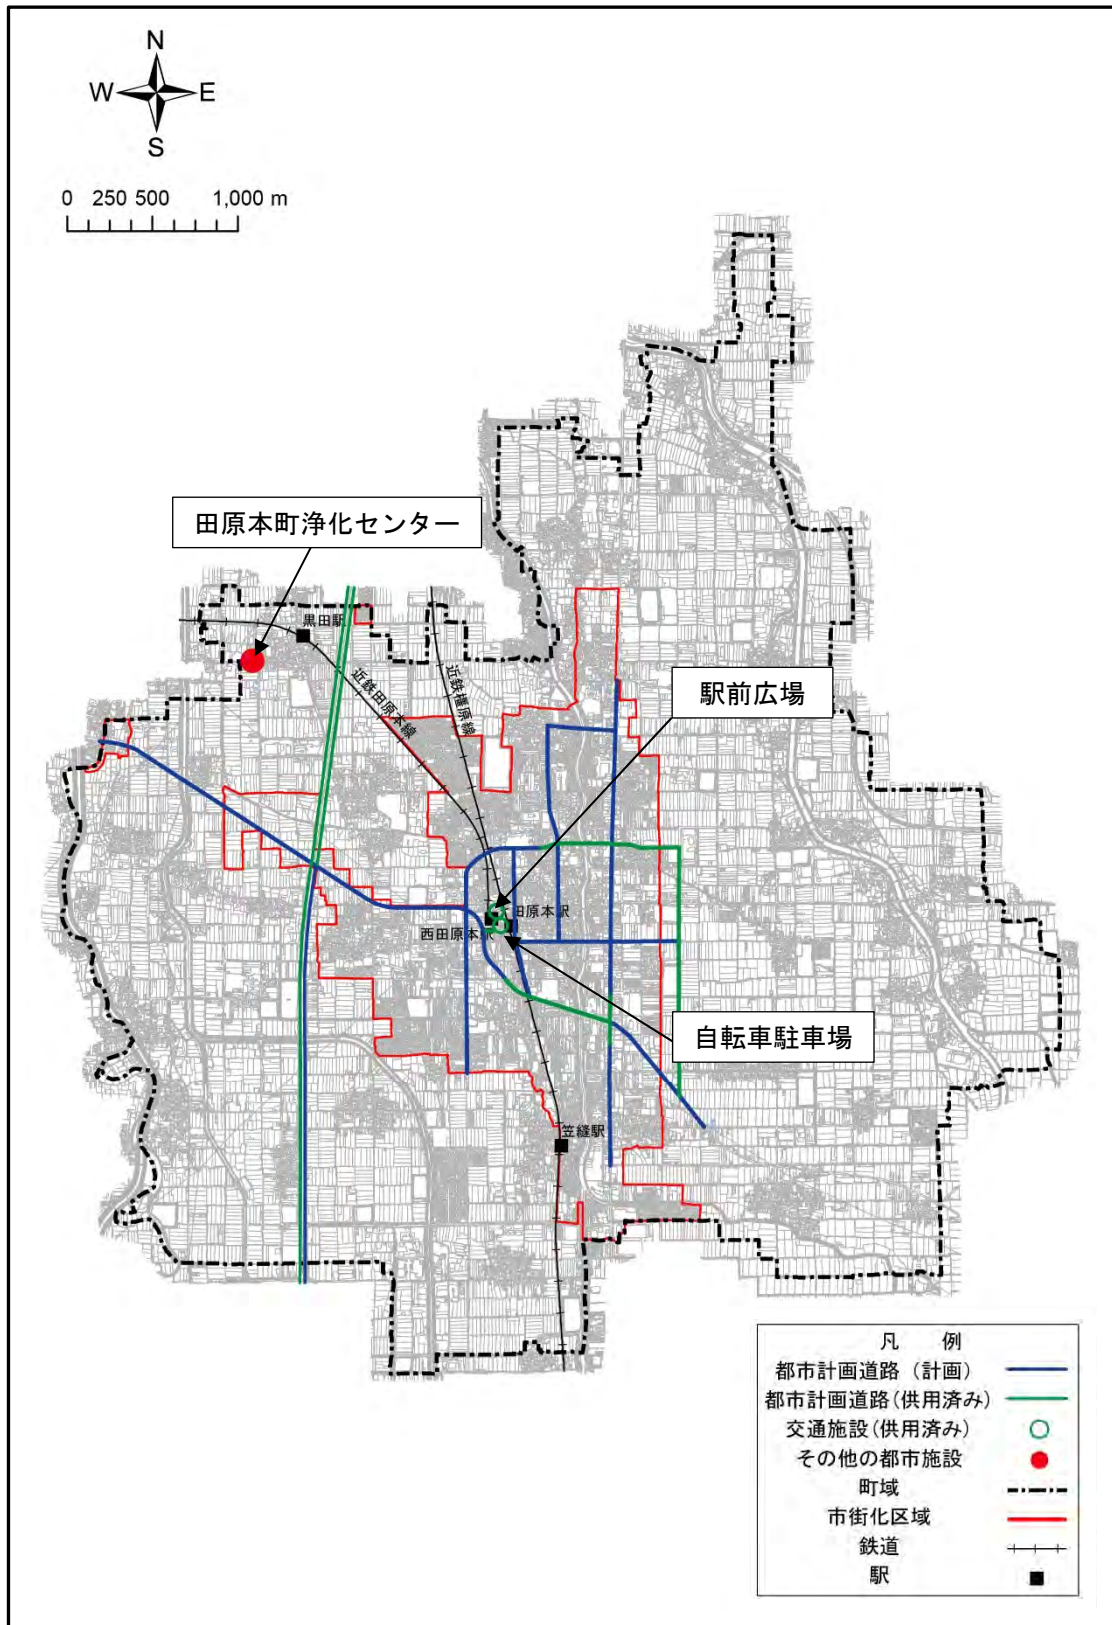 N
W E
S
0 250 500 1,000 m
田原本町浄化センター
黒田駅
近鉄田原本線
近鉄橿原線
駅前広場
田原本駅
西田原本駅
自転車駐車場
笠縫駅
凡 例
都市計画道路（計画）
都市計画道路（供用済み）
交通施設（供用済み）
その他の都市施設
町域
市街化区域
鉄道
駅